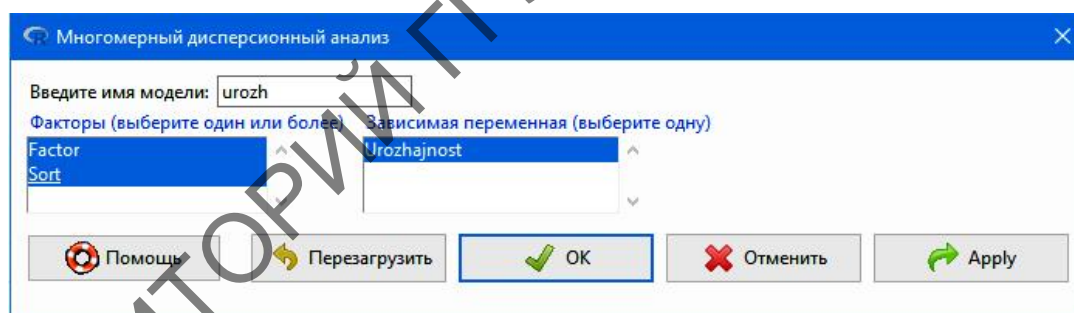 Многомерный дисперсионный анализ
Введите имя модели: urozh
Факторы (выберите один или более) Зависимая переменная (выберите одну)
Factor Urozhajnost
Sort
Помощь Перезагрузить OK Отменить Apply